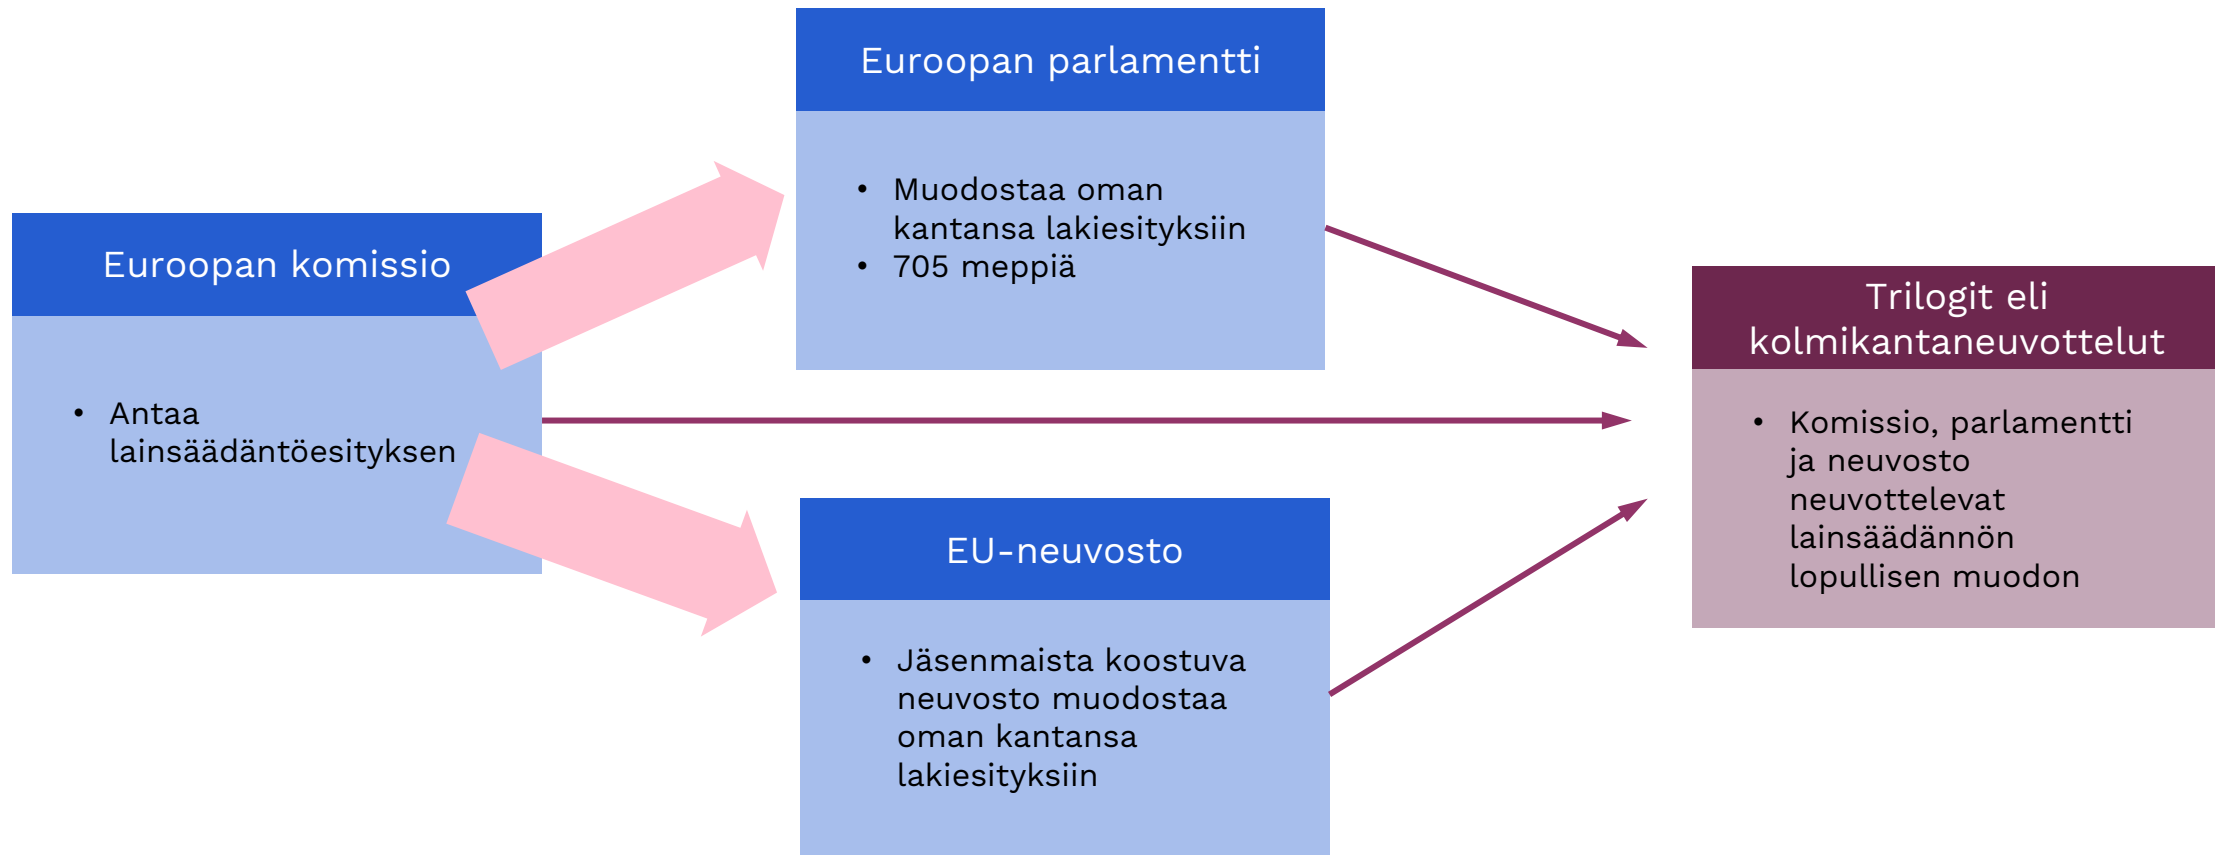 Euroopan komissio
• Antaa
lainsäädäntöesityksen
Euroopan parlamentti
• Muodostaa oman
kantansa lakiesityksiin
• 705 meppiä
EU-neuvosto
• Jäsenmaista koostuva
neuvosto muodostaa
oman kantansa
lakiesityksiin
Trilogit eli
kolmikantaneuvottelut
• Komissio, parlamentti
ja neuvosto
neuvottelevat
lainsäädännön
lopullisen muodon